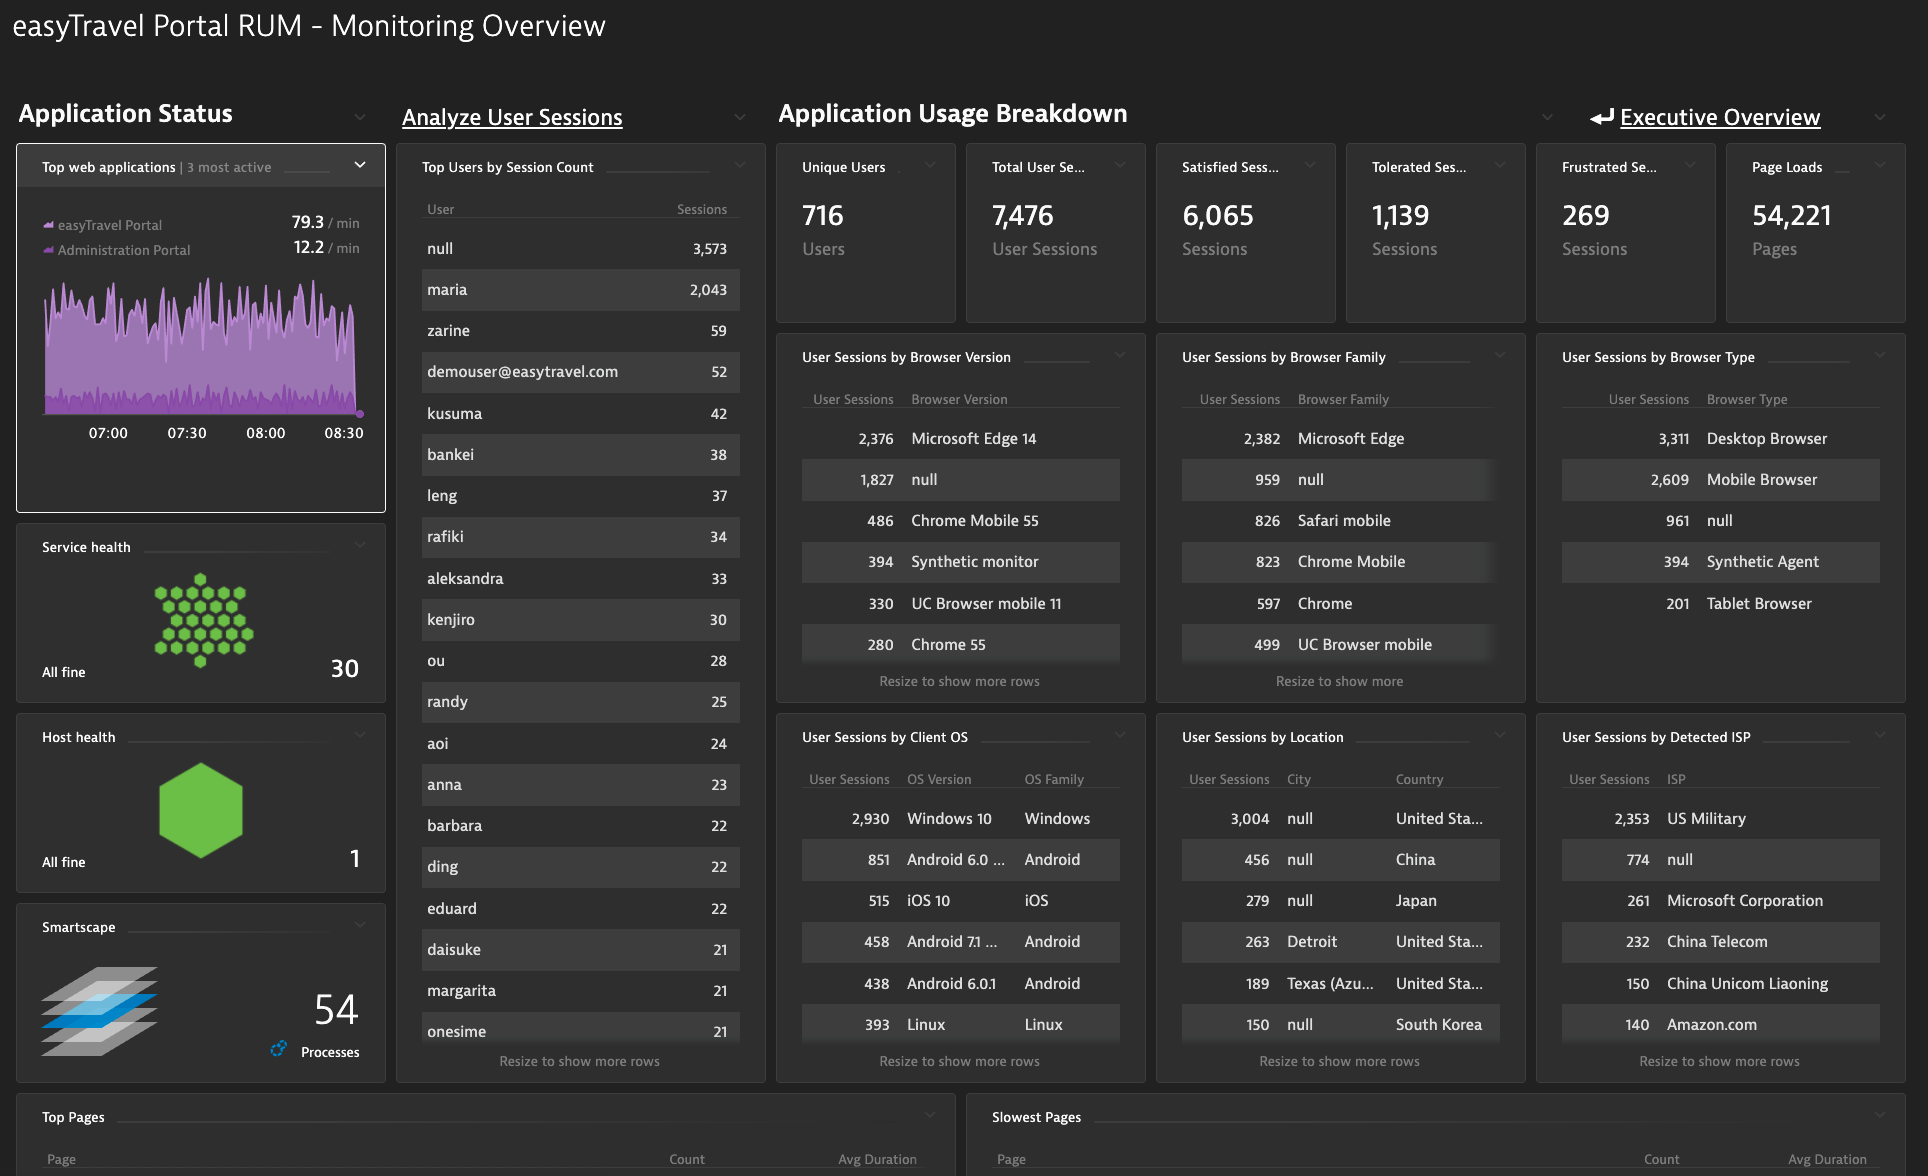 easyTravel Portal RUM - Monitoring Overview
Application Status
Analyze User Sessions
Application Usage Breakdown
Executive Overview
Top web applications | 3 most active
easyTravel Portal 79.3 / min
Administration Portal 12.2 / min
07:00 07:30 08:00 08:30
Service health
All fine 30
Host health
All fine 1
Smartscape
54
Processes
Top Users by Session Count
User Sessions
null 3,573
maria 2,043
zarine 59
demouser@easytravel.com 52
kusuma 42
bankei 38
leng 37
rafiki 34
aleksandra 33
kenjiro 30
ou 28
randy 25
aoi 24
anna 23
barbara 22
ding 22
eduard 22
daisuke 21
margarita 21
onesime 21
Resize to show more rows
Unique Users
716
Users
Total User Se...
7,476
User Sessions
Satisfied Sess...
6,065
Sessions
Tolerated Ses...
1,139
Sessions
Frustrated Se...
269
Sessions
Page Loads
54,221
Pages
User Sessions by Browser Version
User Sessions Browser Version
2,376 Microsoft Edge 14
1,827 null
486 Chrome Mobile 55
394 Synthetic monitor
330 UC Browser mobile 11
280 Chrome 55
Resize to show more rows
User Sessions by Browser Family
User Sessions Browser Family
2,382 Microsoft Edge
959 null
826 Safari mobile
823 Chrome Mobile
597 Chrome
499 UC Browser mobile
Resize to show more
User Sessions by Browser Type
User Sessions Browser Type
3,311 Desktop Browser
2,609 Mobile Browser
961 null
394 Synthetic Agent
201 Tablet Browser
User Sessions by Client OS
User Sessions OS Version OS Family
2,930 Windows 10 Windows
851 Android 6.0 ... Android
515 iOS 10 iOS
458 Android 7.1 ... Android
438 Android 6.0.1 Android
393 Linux Linux
Resize to show more rows
User Sessions by Location
User Sessions City Country
3,004 null United Sta...
456 null China
279 null Japan
263 Detroit United Sta...
189 Texas (Azu... United Sta...
150 null South Korea
Resize to show more rows
User Sessions by Detected ISP
User Sessions ISP
2,353 US Military
774 null
261 Microsoft Corporation
232 China Telecom
150 China Unicom Liaoning
140 Amazon.com
Resize to show more rows
Top Pages
Page Count Avg Duration
Slowest Pages
Page Count Avg Duration